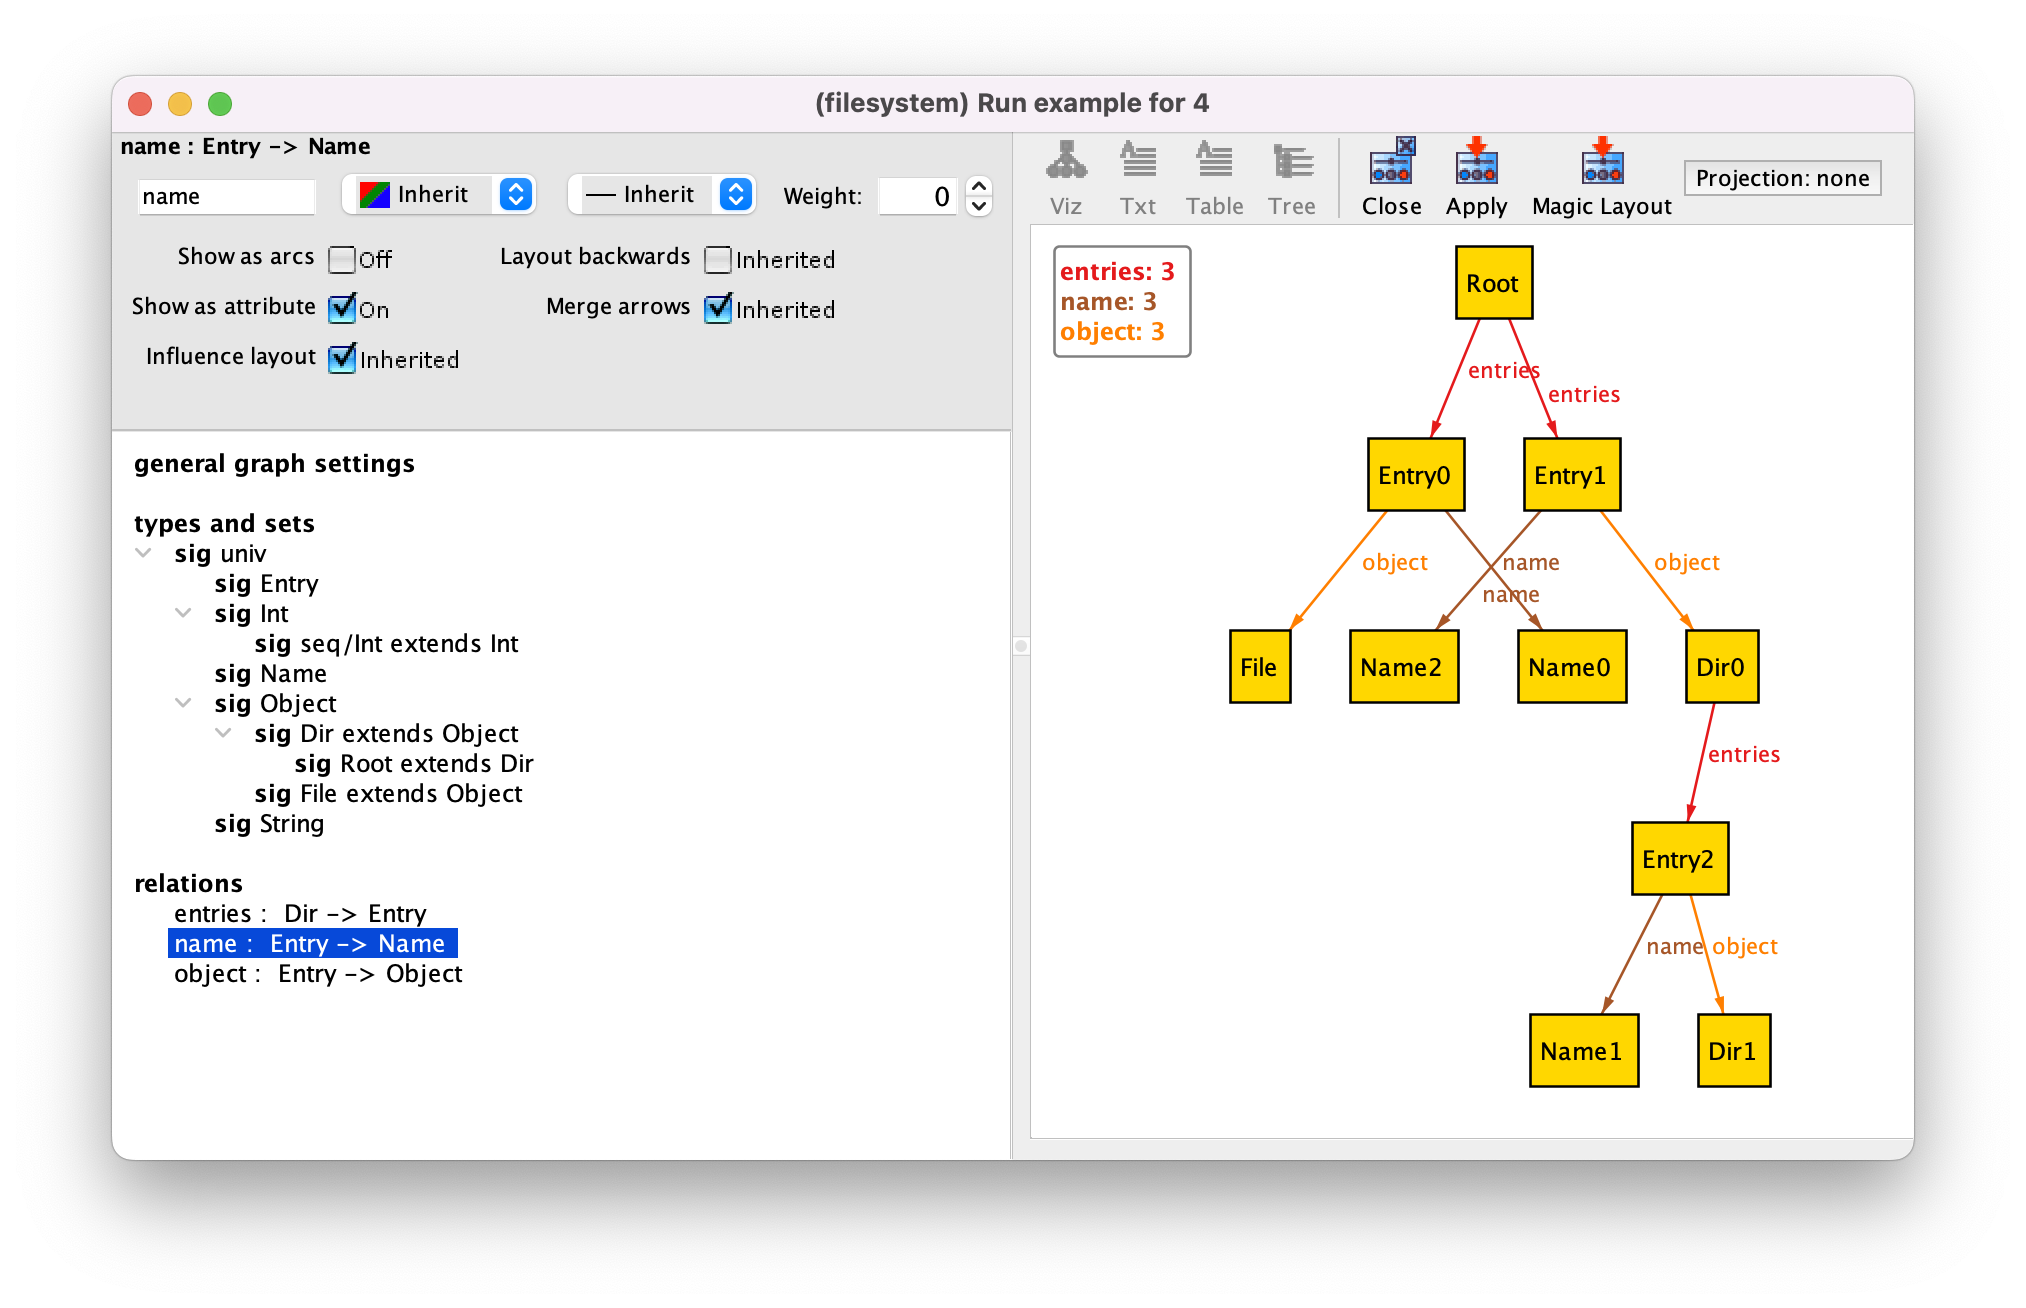 (filesystem) Run example for 4
name : Entry -> Name
name
Inherit
Inherit
Weight:
0
Show as arcs
Off
Layout backwards
Inherited
Show as attribute
On
Merge arrows
Inherited
Influence layout
Inherited
general graph settings
types and sets
sig univ
sig Entry
sig Int
sig seq/Int extends Int
sig Name
sig Object
sig Dir extends Object
sig Root extends Dir
sig File extends Object
sig String
relations
entries : Dir -> Entry
name : Entry -> Name
object : Entry -> Object
Viz
Txt
Table
Tree
Close
Apply
Magic Layout
Projection: none
entries: 3
name: 3
object: 3
Root
entries
entries
Entry0
Entry1
object
name
name
object
File
Name2
Name0
Dir0
entries
Entry2
name
object
Name1
Dir1